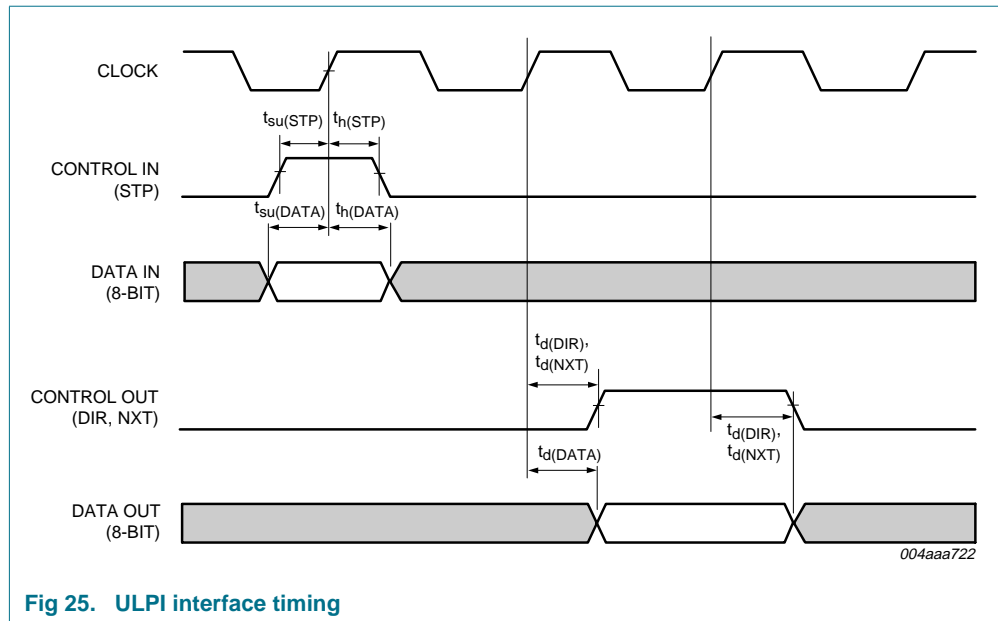 CLOCK
tsu(STP) th(STP)
CONTROL IN
(STP)
tsu(DATA) th(DATA)
DATA IN
(8-BIT)
td(DIR),
td(NXT)
CONTROL OUT
(DIR, NXT)
td(DIR),
td(NXT)
td(DATA)
DATA OUT
(8-BIT)
004aaa722
Fig 25. ULPI interface timing